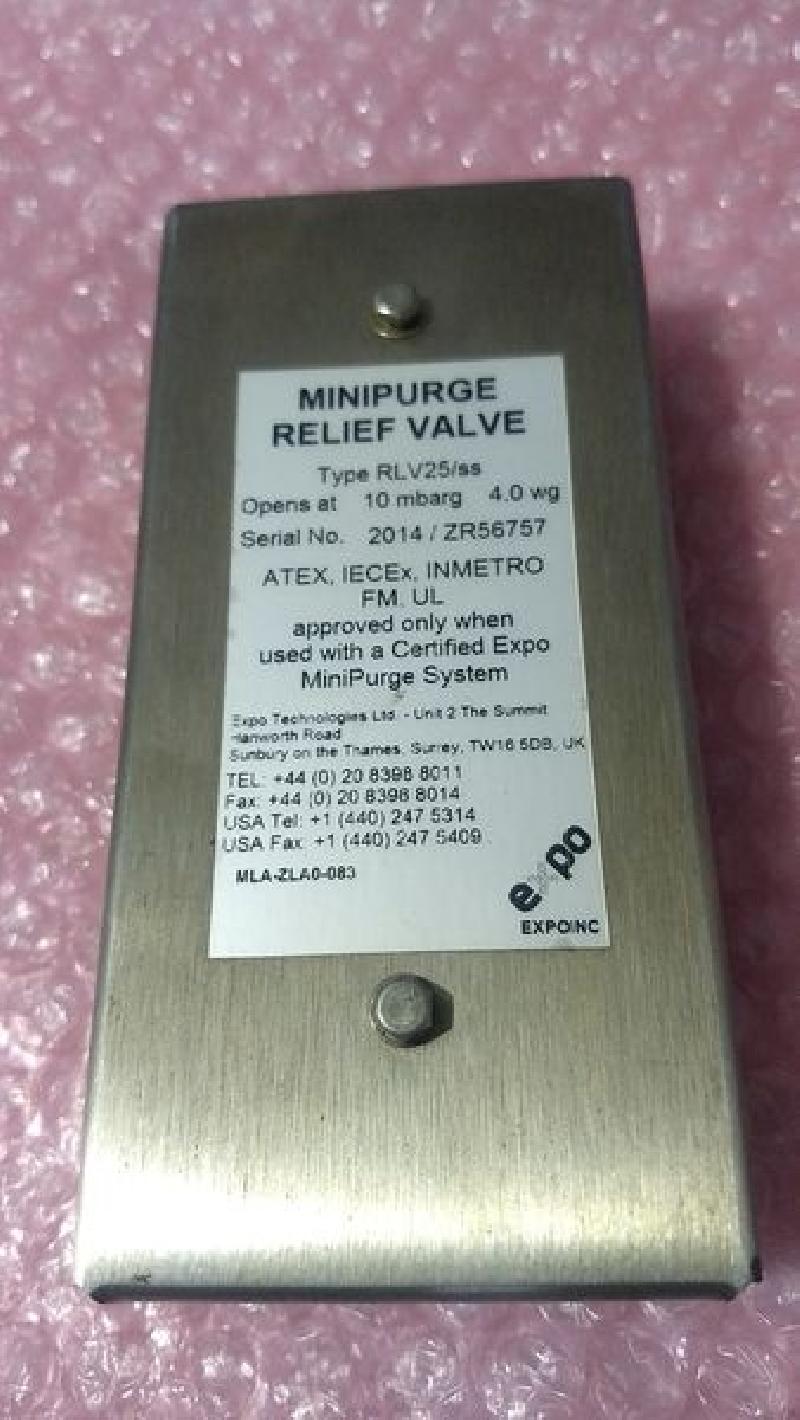 MINIPURGE
RELIEF VALVE
Type RLV25/ss
Opens at 10 mbarg 4.0 wg
Serial No. 2014 / ZR56757
ATEX, IECEx, INMETRO
FM, UL
approved only when
used with a Certified Expo
MiniPurge System
Expo Technologies Ltd. - Unit 2 The Summit
Hanworth Road
Sunbury on the Thames, Surrey, TW16 5DB, UK
TEL: +44 (0) 20 8398 8011
Fax: +44 (0) 20 8398 8014
USA Tel: +1 (440) 247 5314
USA Fax: +1 (440) 247 5409
MLA-ZLA0-083
expo
EXPOINC